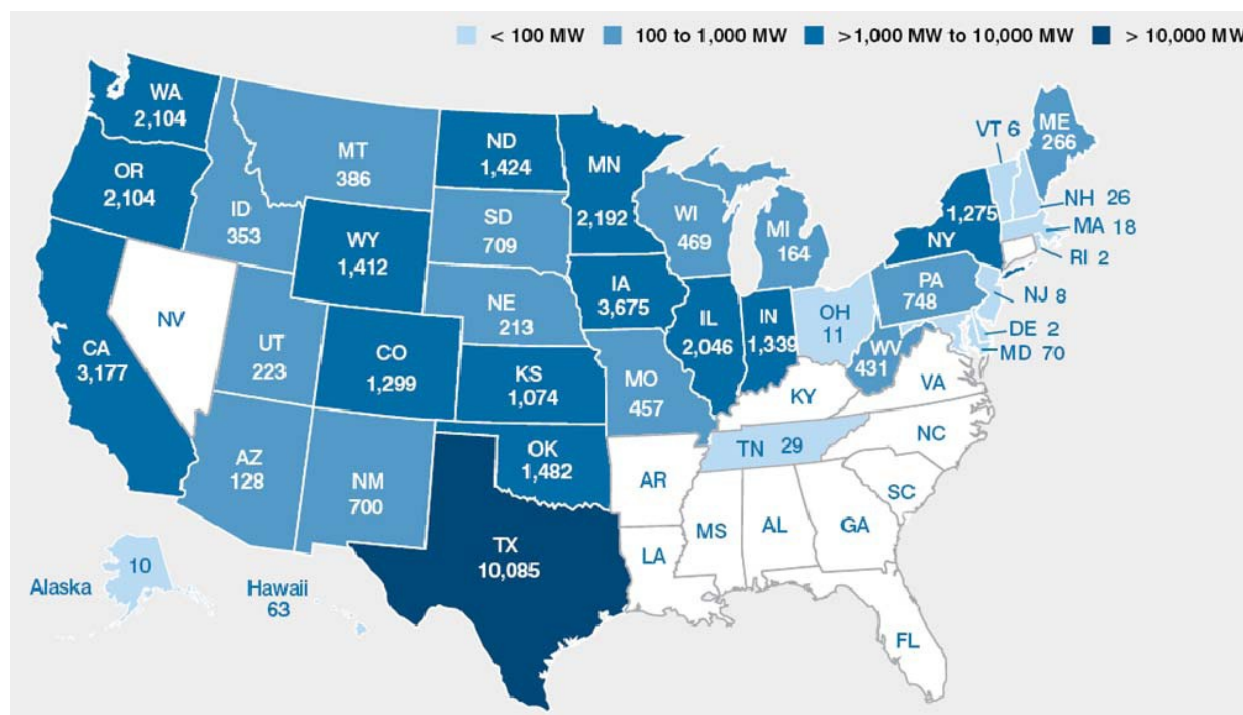 < 100 MW 100 to 1,000 MW >1,000 MW to 10,000 MW > 10,000 MW
WA
2,104
OR
2,104
CA
3,177
NV
ID
353
MT
386
WY
1,412
UT
223
CO
1,299
AZ
128
NM
700
ND
1,424
SD
709
NE
213
KS
1,074
OK
1,482
TX
10,085
MN
2,192
IA
3,675
MO
457
AR
LA
WI
469
IL
2,046
MI
164
IN
1,339
OH
11
KY
TN 29
MS
AL
GA
FL
SC
NC
VA
WV
431
PA
748
1,275
NY
VT 6
ME
266
NH 26
MA 18
RI 2
NJ 8
DE 2
MD 70
Alaska
10
Hawaii
63